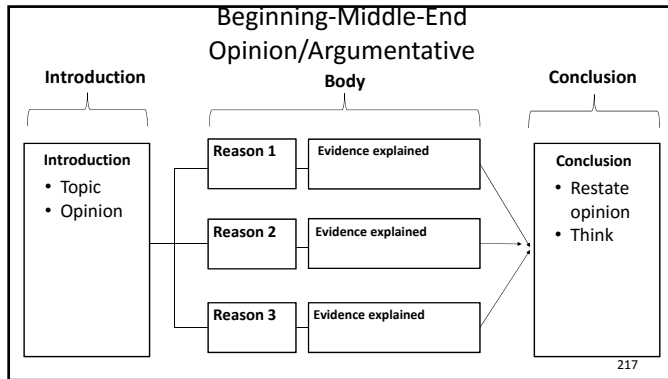 Beginning-Middle-End
Opinion/Argumentative
Introduction
Body
Conclusion
Introduction
• Topic
• Opinion
Reason 1
Evidence explained
Reason 2
Evidence explained
Reason 3
Evidence explained
Conclusion
• Restate
opinion
• Think
217